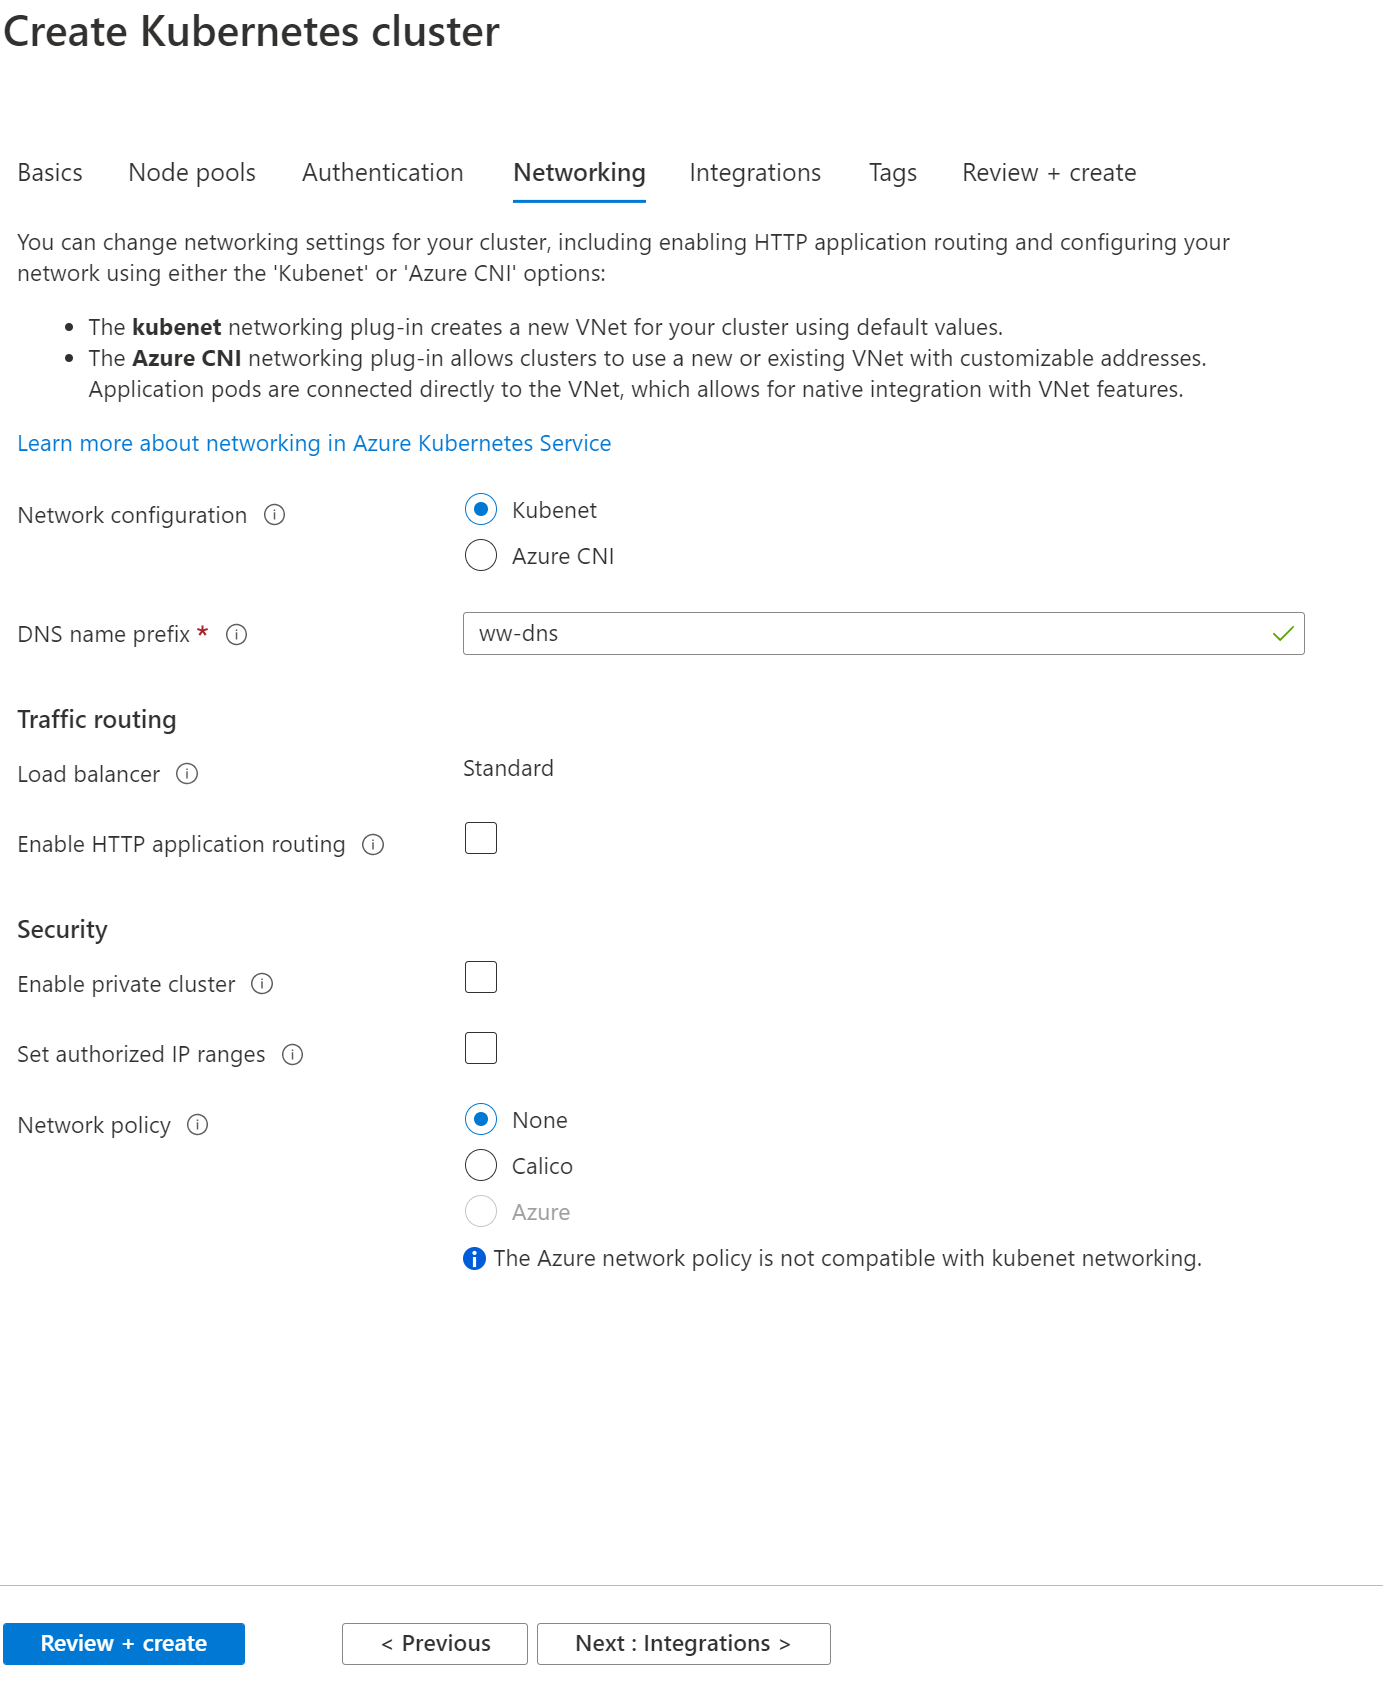 Create Kubernetes cluster
Basics Node pools Authentication Networking Integrations Tags Review + create
You can change networking settings for your cluster, including enabling HTTP application routing and configuring your
network using either the 'Kubenet' or 'Azure CNI' options:
• The kubenet networking plug-in creates a new VNet for your cluster using default values.
• The Azure CNI networking plug-in allows clusters to use a new or existing VNet with customizable addresses.
Application pods are connected directly to the VNet, which allows for native integration with VNet features.
Learn more about networking in Azure Kubernetes Service
Network configuration
Kubenet
Azure CNI
DNS name prefix *
ww-dns
Traffic routing
Load balancer
Standard
Enable HTTP application routing
Security
Enable private cluster
Set authorized IP ranges
Network policy
None
Calico
Azure
The Azure network policy is not compatible with kubenet networking.
Review + create
< Previous
Next : Integrations >